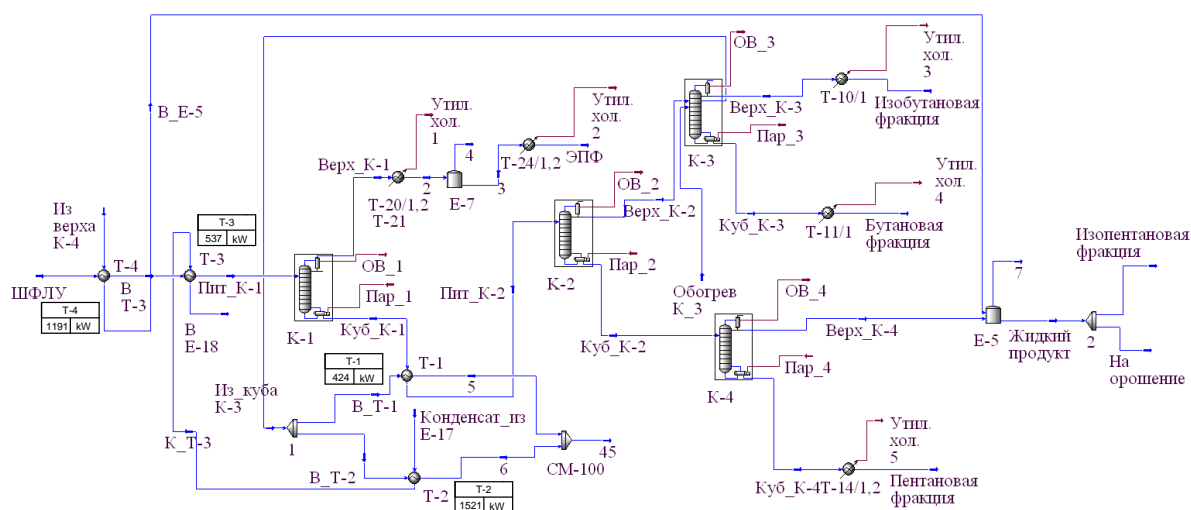 В_Е-5
Из
верха
К-4
ШФЛУ
Т-4
1191 kW
Т-4
В
Т-3
Т-3
537 kW
Т-3
Пит_К-1
В
Е-18
Верх_К-1
Утил.
хол.
1
Т-20/1,2
Т-21
2
4
Е-7
3
Утил.
хол.
2
Т-24/1,2
ЭПФ
К-1
ОВ_1
Пар_1
Куб_К-1
Т-1
424 kW
Т-1
5
Из_куба
К-3
В_Т-1
1
К_Т-3
В_Т-2
Конденсат_из
Е-17
6
Т-2
Т-2
1521 kW
СМ-100
45
Пит_К-2
К-2
ОВ_2
Верх_К-2
Пар_2
Куб_К-2
К-3
ОВ_3
Верх_К-3
Пар_3
Куб_К-3
Обогрев
К_3
Т-10/1
Утил.
хол.
3
Изобутановая
фракция
Т-11/1
Утил.
хол.
4
Бутановая
фракция
К-4
ОВ_4
Верх_К-4
Пар_4
Куб_К-4
Т-14/1,2
Утил.
хол.
5
Пентановая
фракция
7
Е-5
Жидкий
продукт
2
Изопентановая
фракция
На
орошение